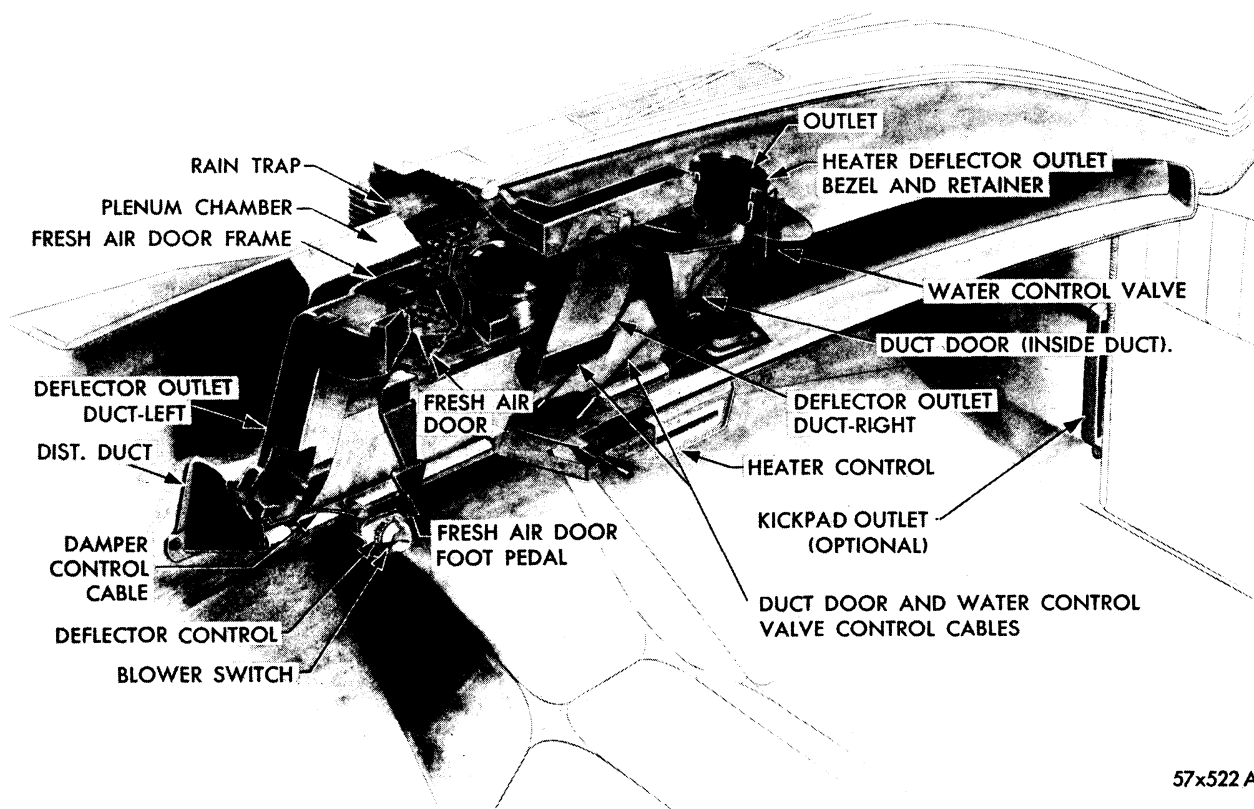 OUTLET
RAIN TRAP
HEATER DEFLECTOR OUTLET
BEZEL AND RETAINER
PLENUM CHAMBER
FRESH AIR DOOR FRAME
WATER CONTROL VALVE
DUCT DOOR (INSIDE DUCT).
DEFLECTOR OUTLET
DUCT-LEFT
FRESH AIR
DOOR
DEFLECTOR OUTLET
DUCT-RIGHT
DIST. DUCT
HEATER CONTROL
KICKPAD OUTLET
(OPTIONAL)
FRESH AIR DOOR
FOOT PEDAL
DAMPER
CONTROL
CABLE
DUCT DOOR AND WATER CONTROL
VALVE CONTROL CABLES
DEFLECTOR CONTROL
BLOWER SWITCH
57x522 A